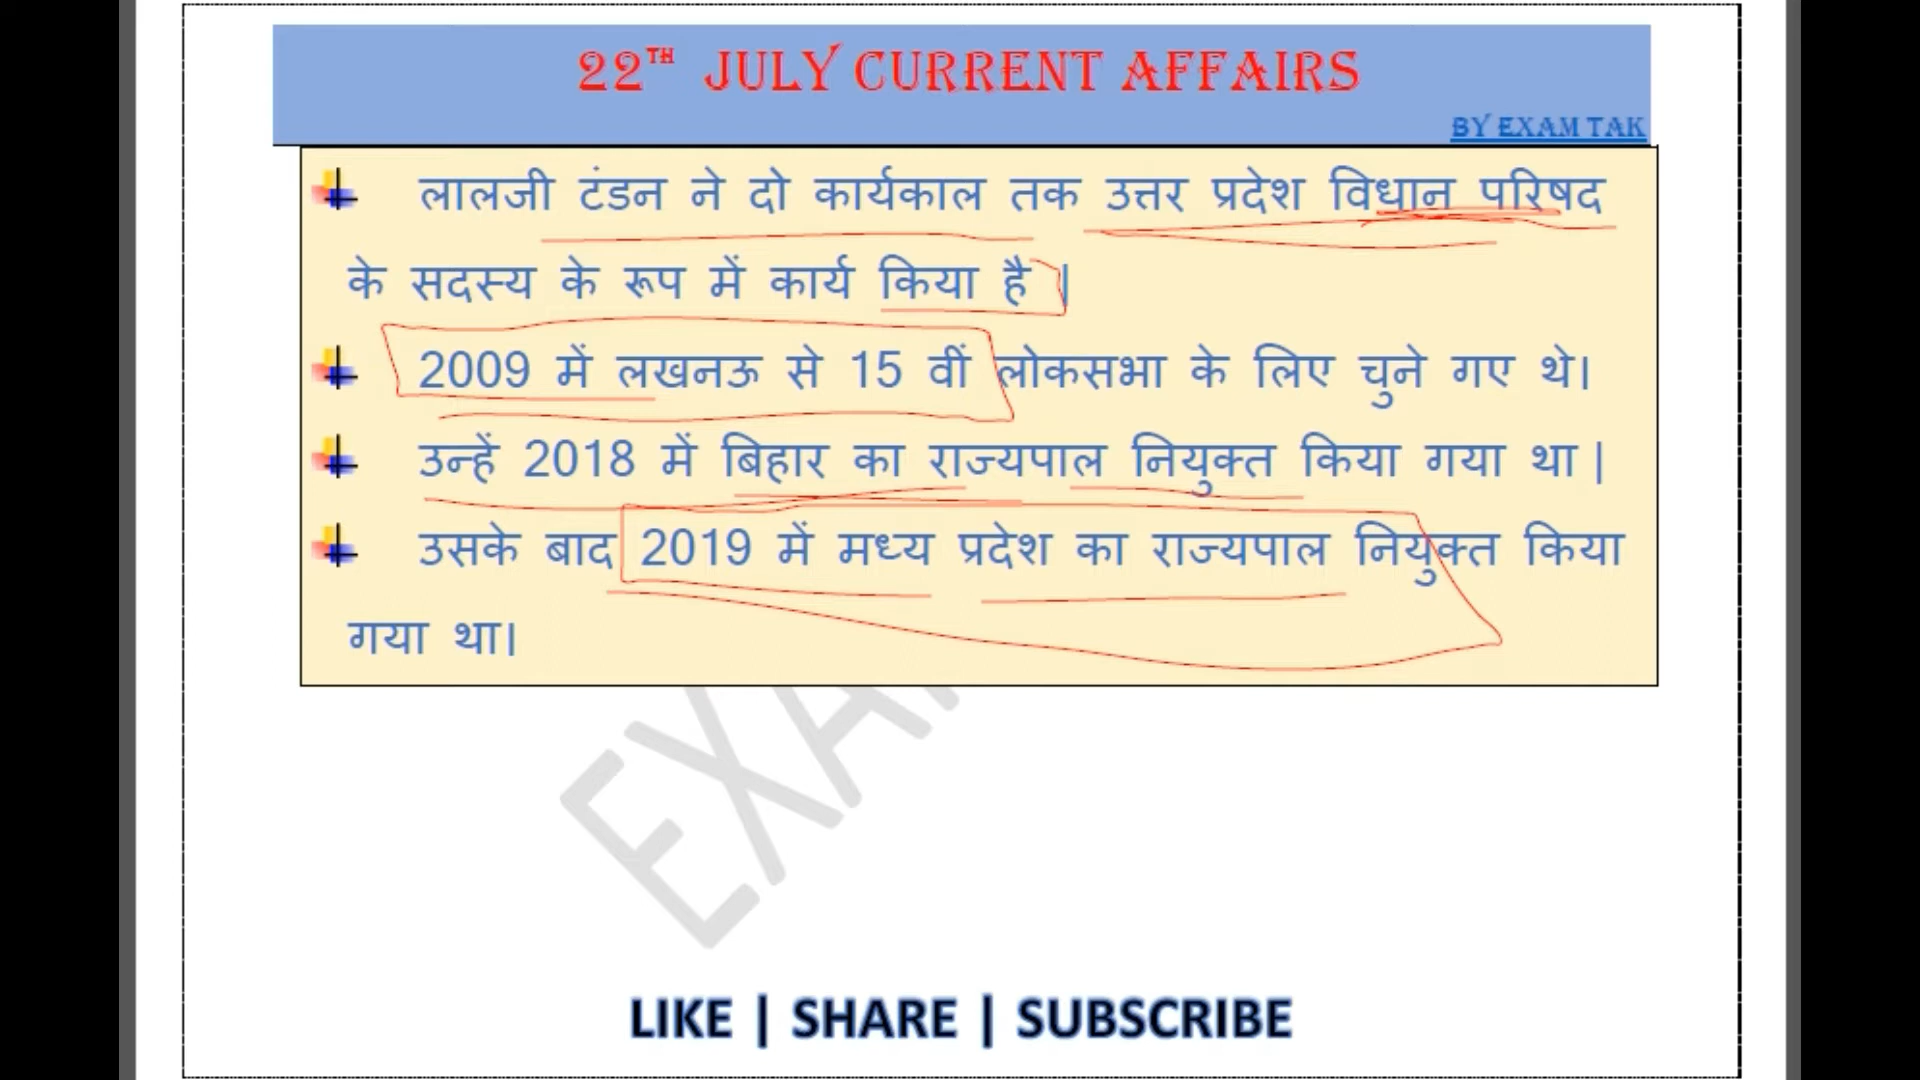 22TH JULY CURRENT AFFAIRS
BY EXAM TAK
लालजी टंडन ने दो कार्यकाल तक उत्तर प्रदेश विधान परिषद
के सदस्य के रूप में कार्य किया है |
2009 में लखनऊ से 15 वीं लोकसभा के लिए चुने गए थे।
उन्हें 2018 में बिहार का राज्यपाल नियुक्त किया गया था |
उसके बाद 2019 में मध्य प्रदेश का राज्यपाल नियुक्त किया
गया था।
EXA
LIKE | SHARE | SUBSCRIBE